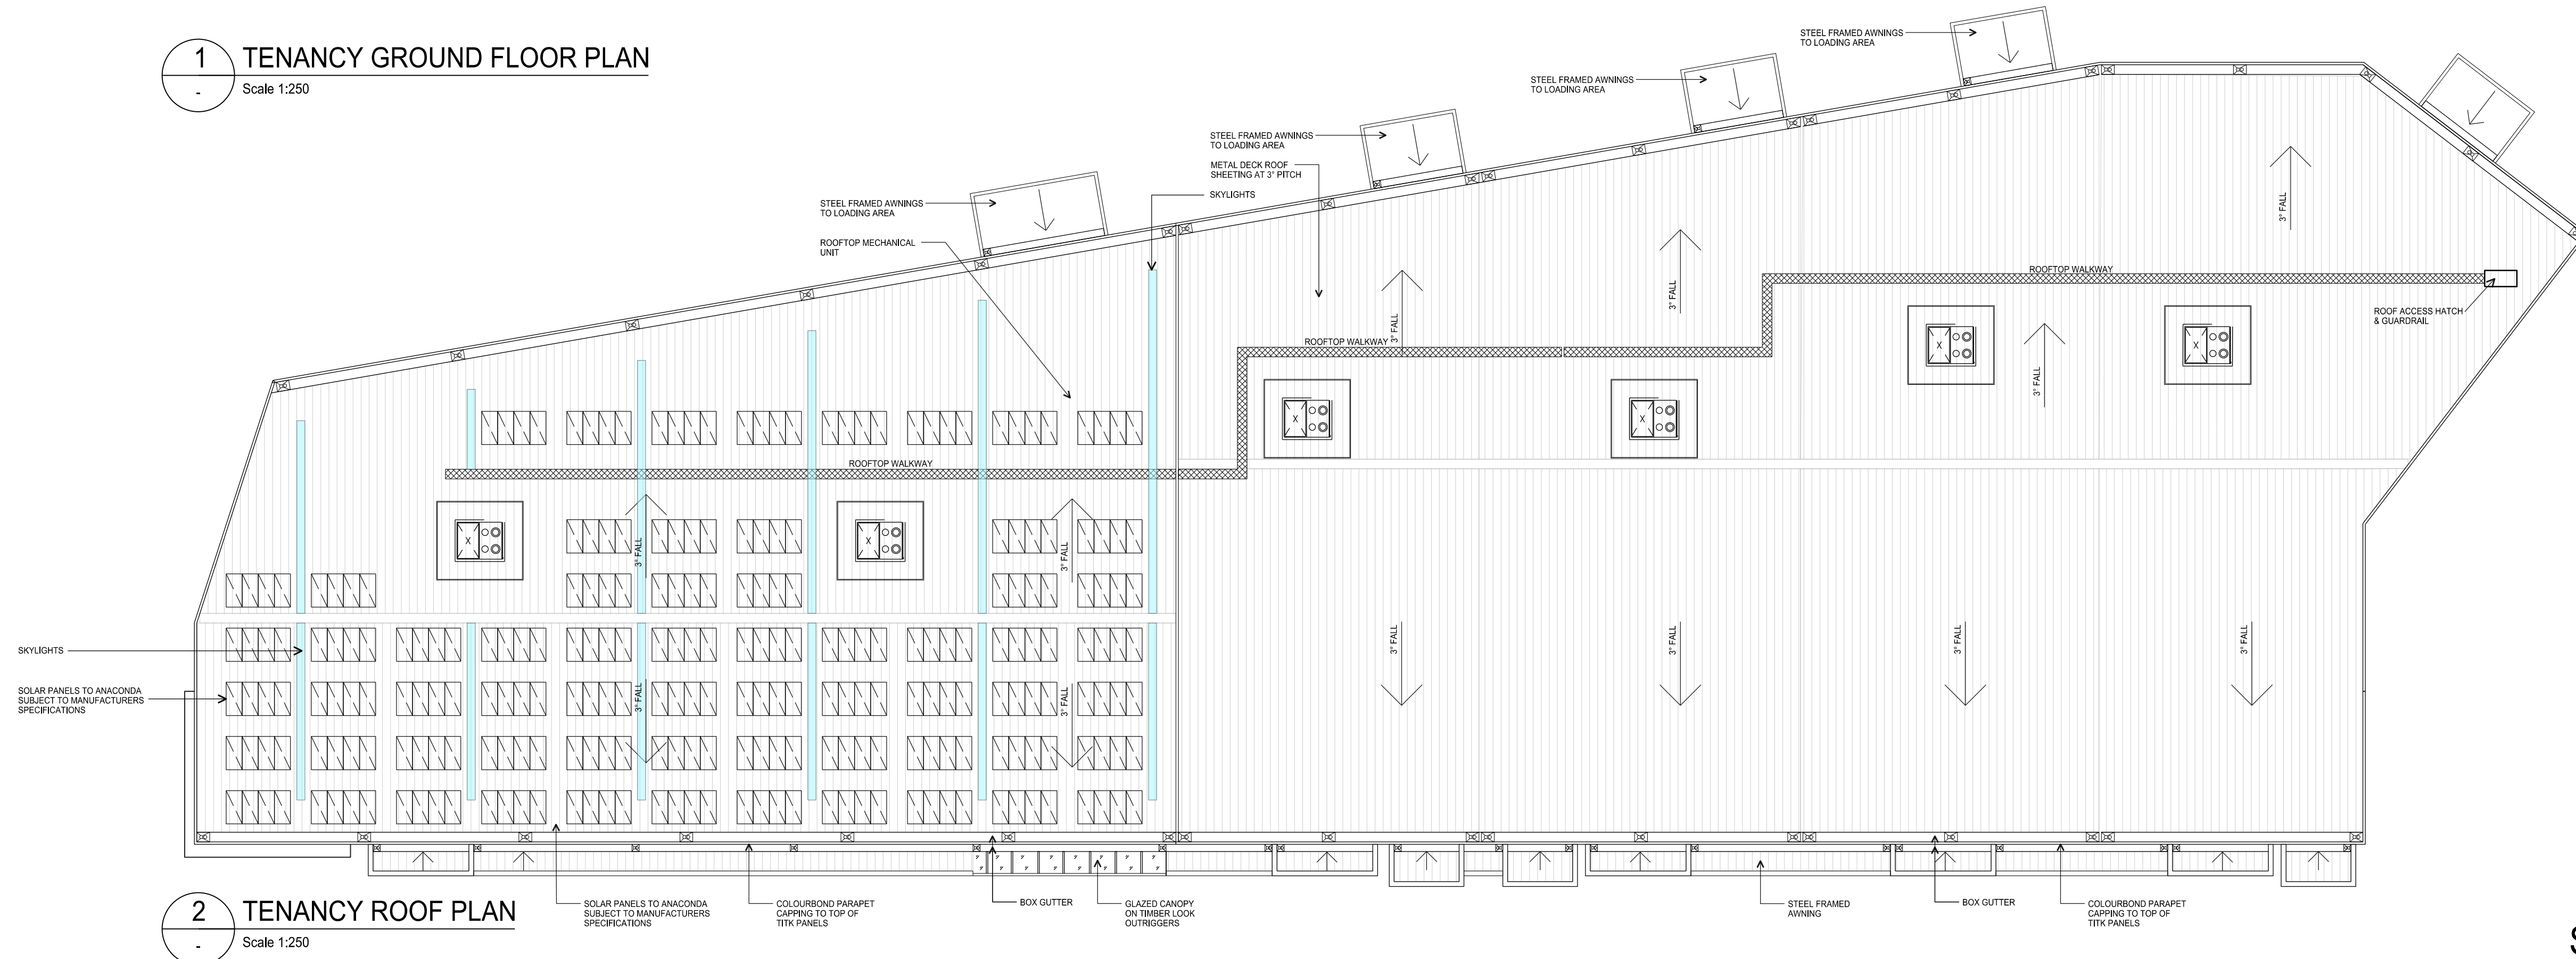 1
TENANCY GROUND FLOOR PLAN
-
Scale 1:250
STEEL FRAMED AWNINGS
TO LOADING AREA
STEEL FRAMED AWNINGS
TO LOADING AREA
STEEL FRAMED AWNINGS
TO LOADING AREA
METAL DECK ROOF
SHEETING AT 3° PITCH
SKYLIGHTS
STEEL FRAMED AWNINGS
TO LOADING AREA
ROOFTOP MECHANICAL
UNIT
3° FALL
3° FALL
3° FALL
3° FALL
ROOFTOP WALKWAY
ROOFTOP WALKWAY
ROOFTOP WALKWAY
ROOF ACCESS HATCH
& GUARDRAIL
X
X
X
X
X
X
3° FALL
3° FALL
SKYLIGHTS
SOLAR PANELS TO ANACONDA
SUBJECT TO MANUFACTURERS
SPECIFICATIONS
3° FALL
3° FALL
3° FALL
3° FALL
3° FALL
3° FALL
2
TENANCY ROOF PLAN
-
Scale 1:250
SOLAR PANELS TO ANACONDA
SUBJECT TO MANUFACTURERS
SPECIFICATIONS
COLOURBOND PARAPET
CAPPING TO TOP OF
TITK PANELS
BOX GUTTER
GLAZED CANOPY
ON TIMBER LOOK
OUTRIGGERS
STEEL FRAMED
AWNING
BOX GUTTER
COLOURBOND PARAPET
CAPPING TO TOP OF
TITK PANELS